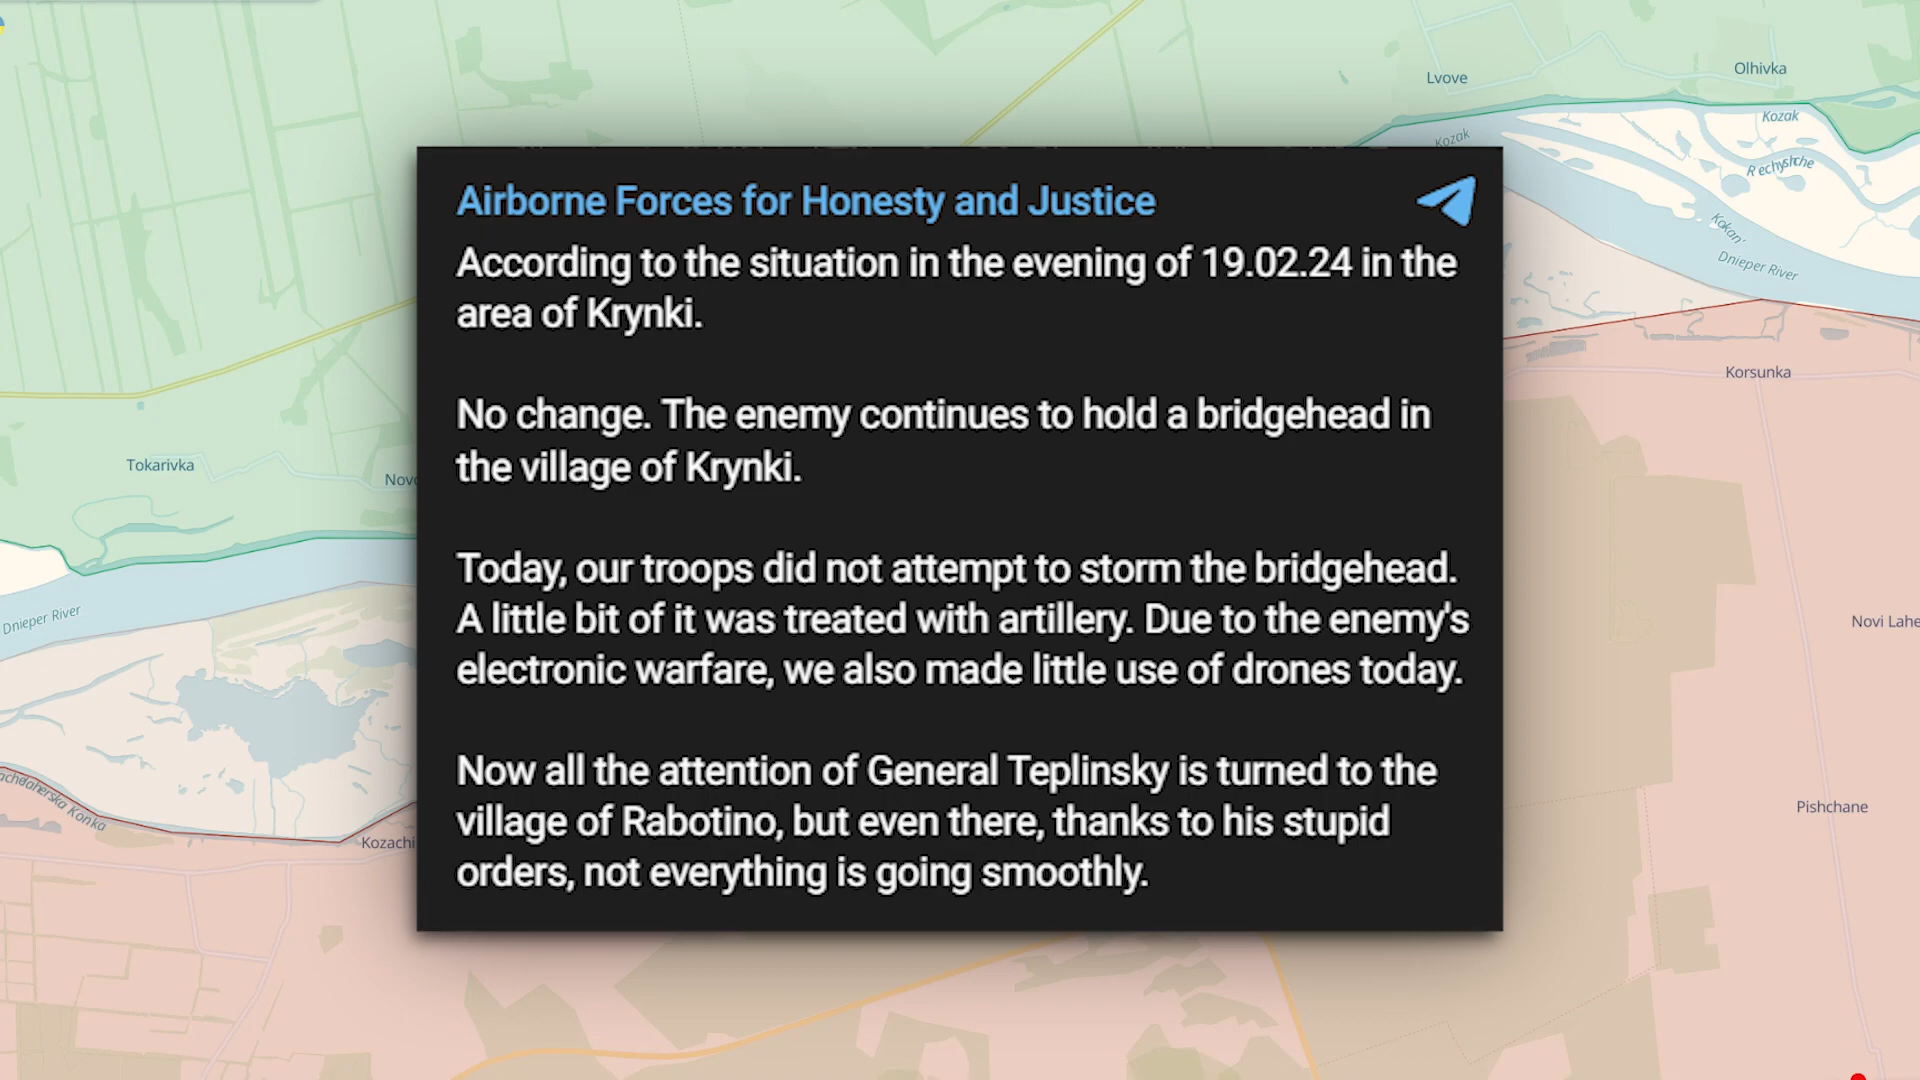 Lvove
Olhivka
Kozak
Kozak
Rechyshche
Kokan'
Dnieper River
Airborne Forces for Honesty and Justice
According to the situation in the evening of 19.02.24 in the
area of Krynki.
No change. The enemy continues to hold a bridgehead in
the village of Krynki.
Today, our troops did not attempt to storm the bridgehead.
A little bit of it was treated with artillery. Due to the enemy's
electronic warfare, we also made little use of drones today.
Now all the attention of General Teplinsky is turned to the
village of Rabotino, but even there, thanks to his stupid
orders, not everything is going smoothly.
Korsunka
Tokarivka
Novo
Dnieper River
Novi Lahe
Pishchane
Konka
Kozachi